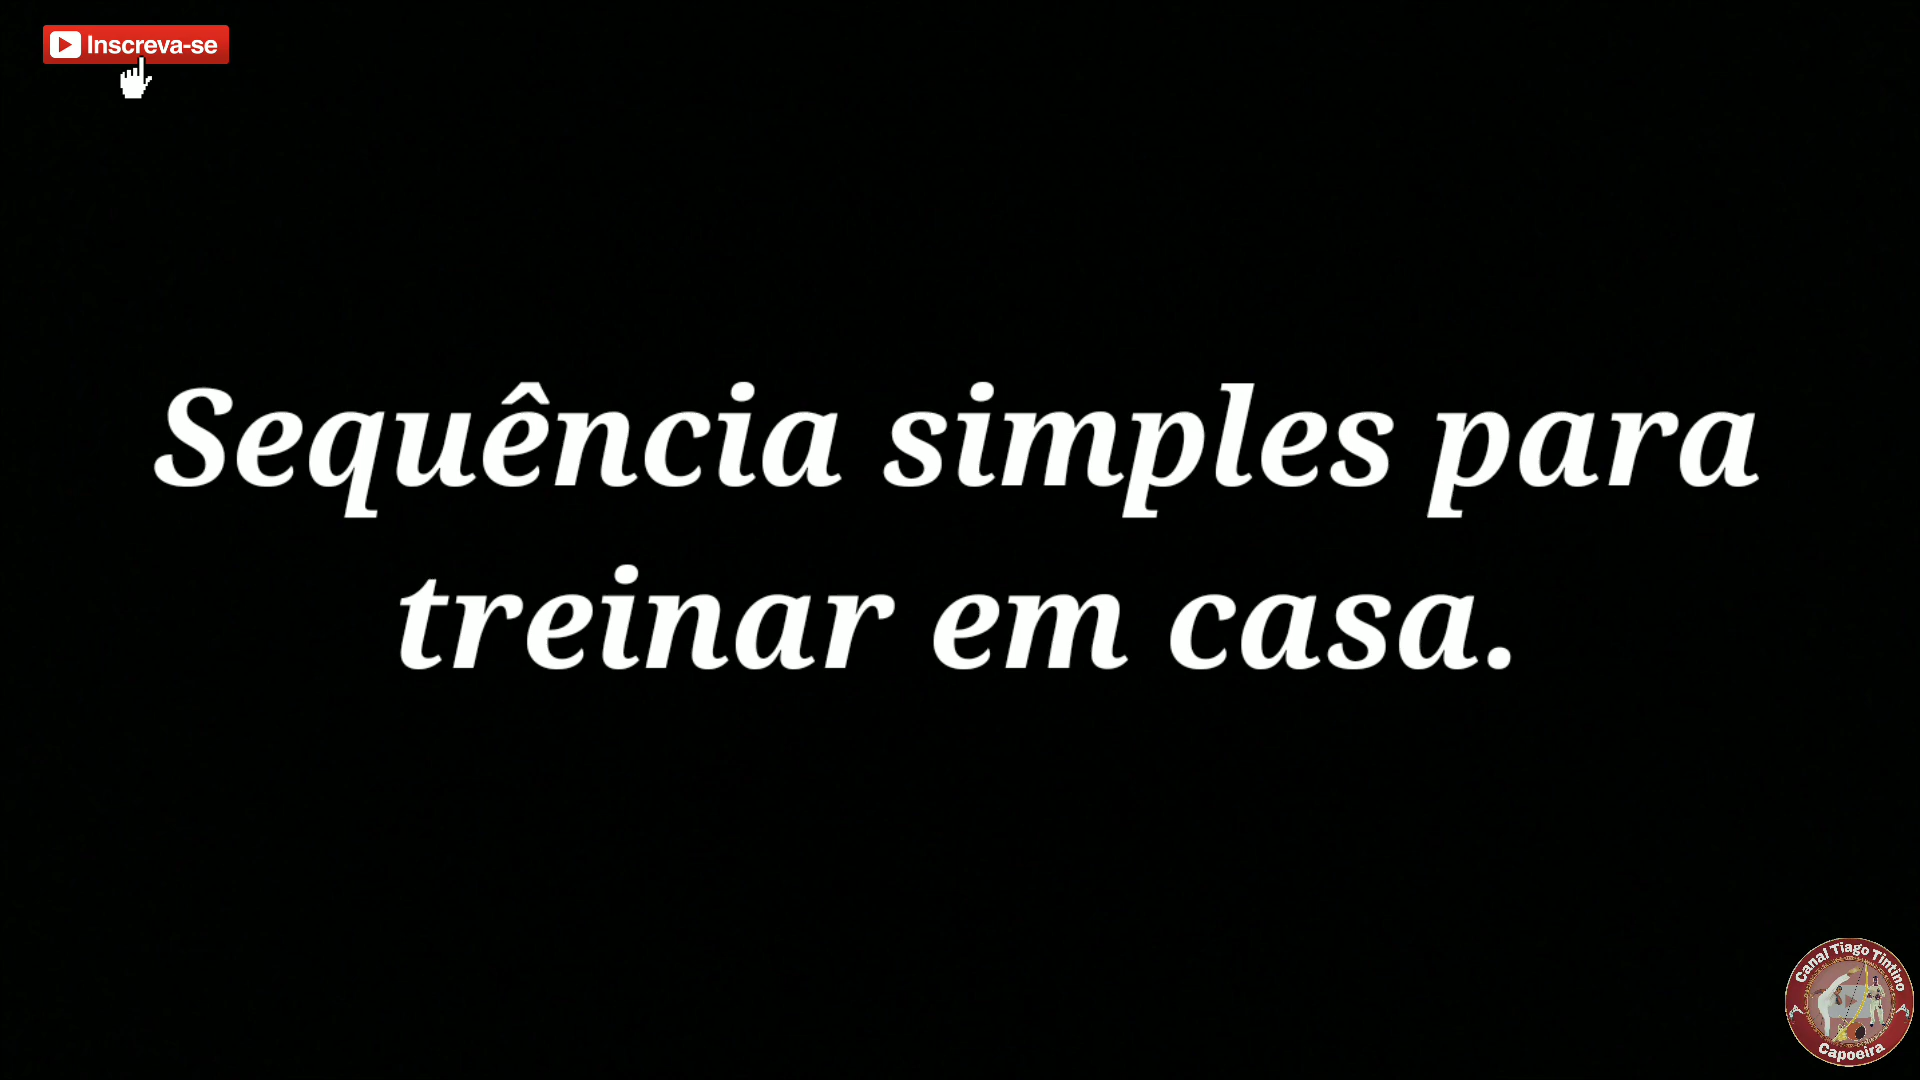 Inscreva-se
Sequência simples para
treinar em casa.
Canal Tiago Tintino
Capoeira